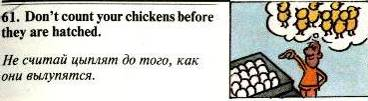 61. Don't count your chickens before
they are hatched.
Не считай цыплят до того, как
они вылупятся.